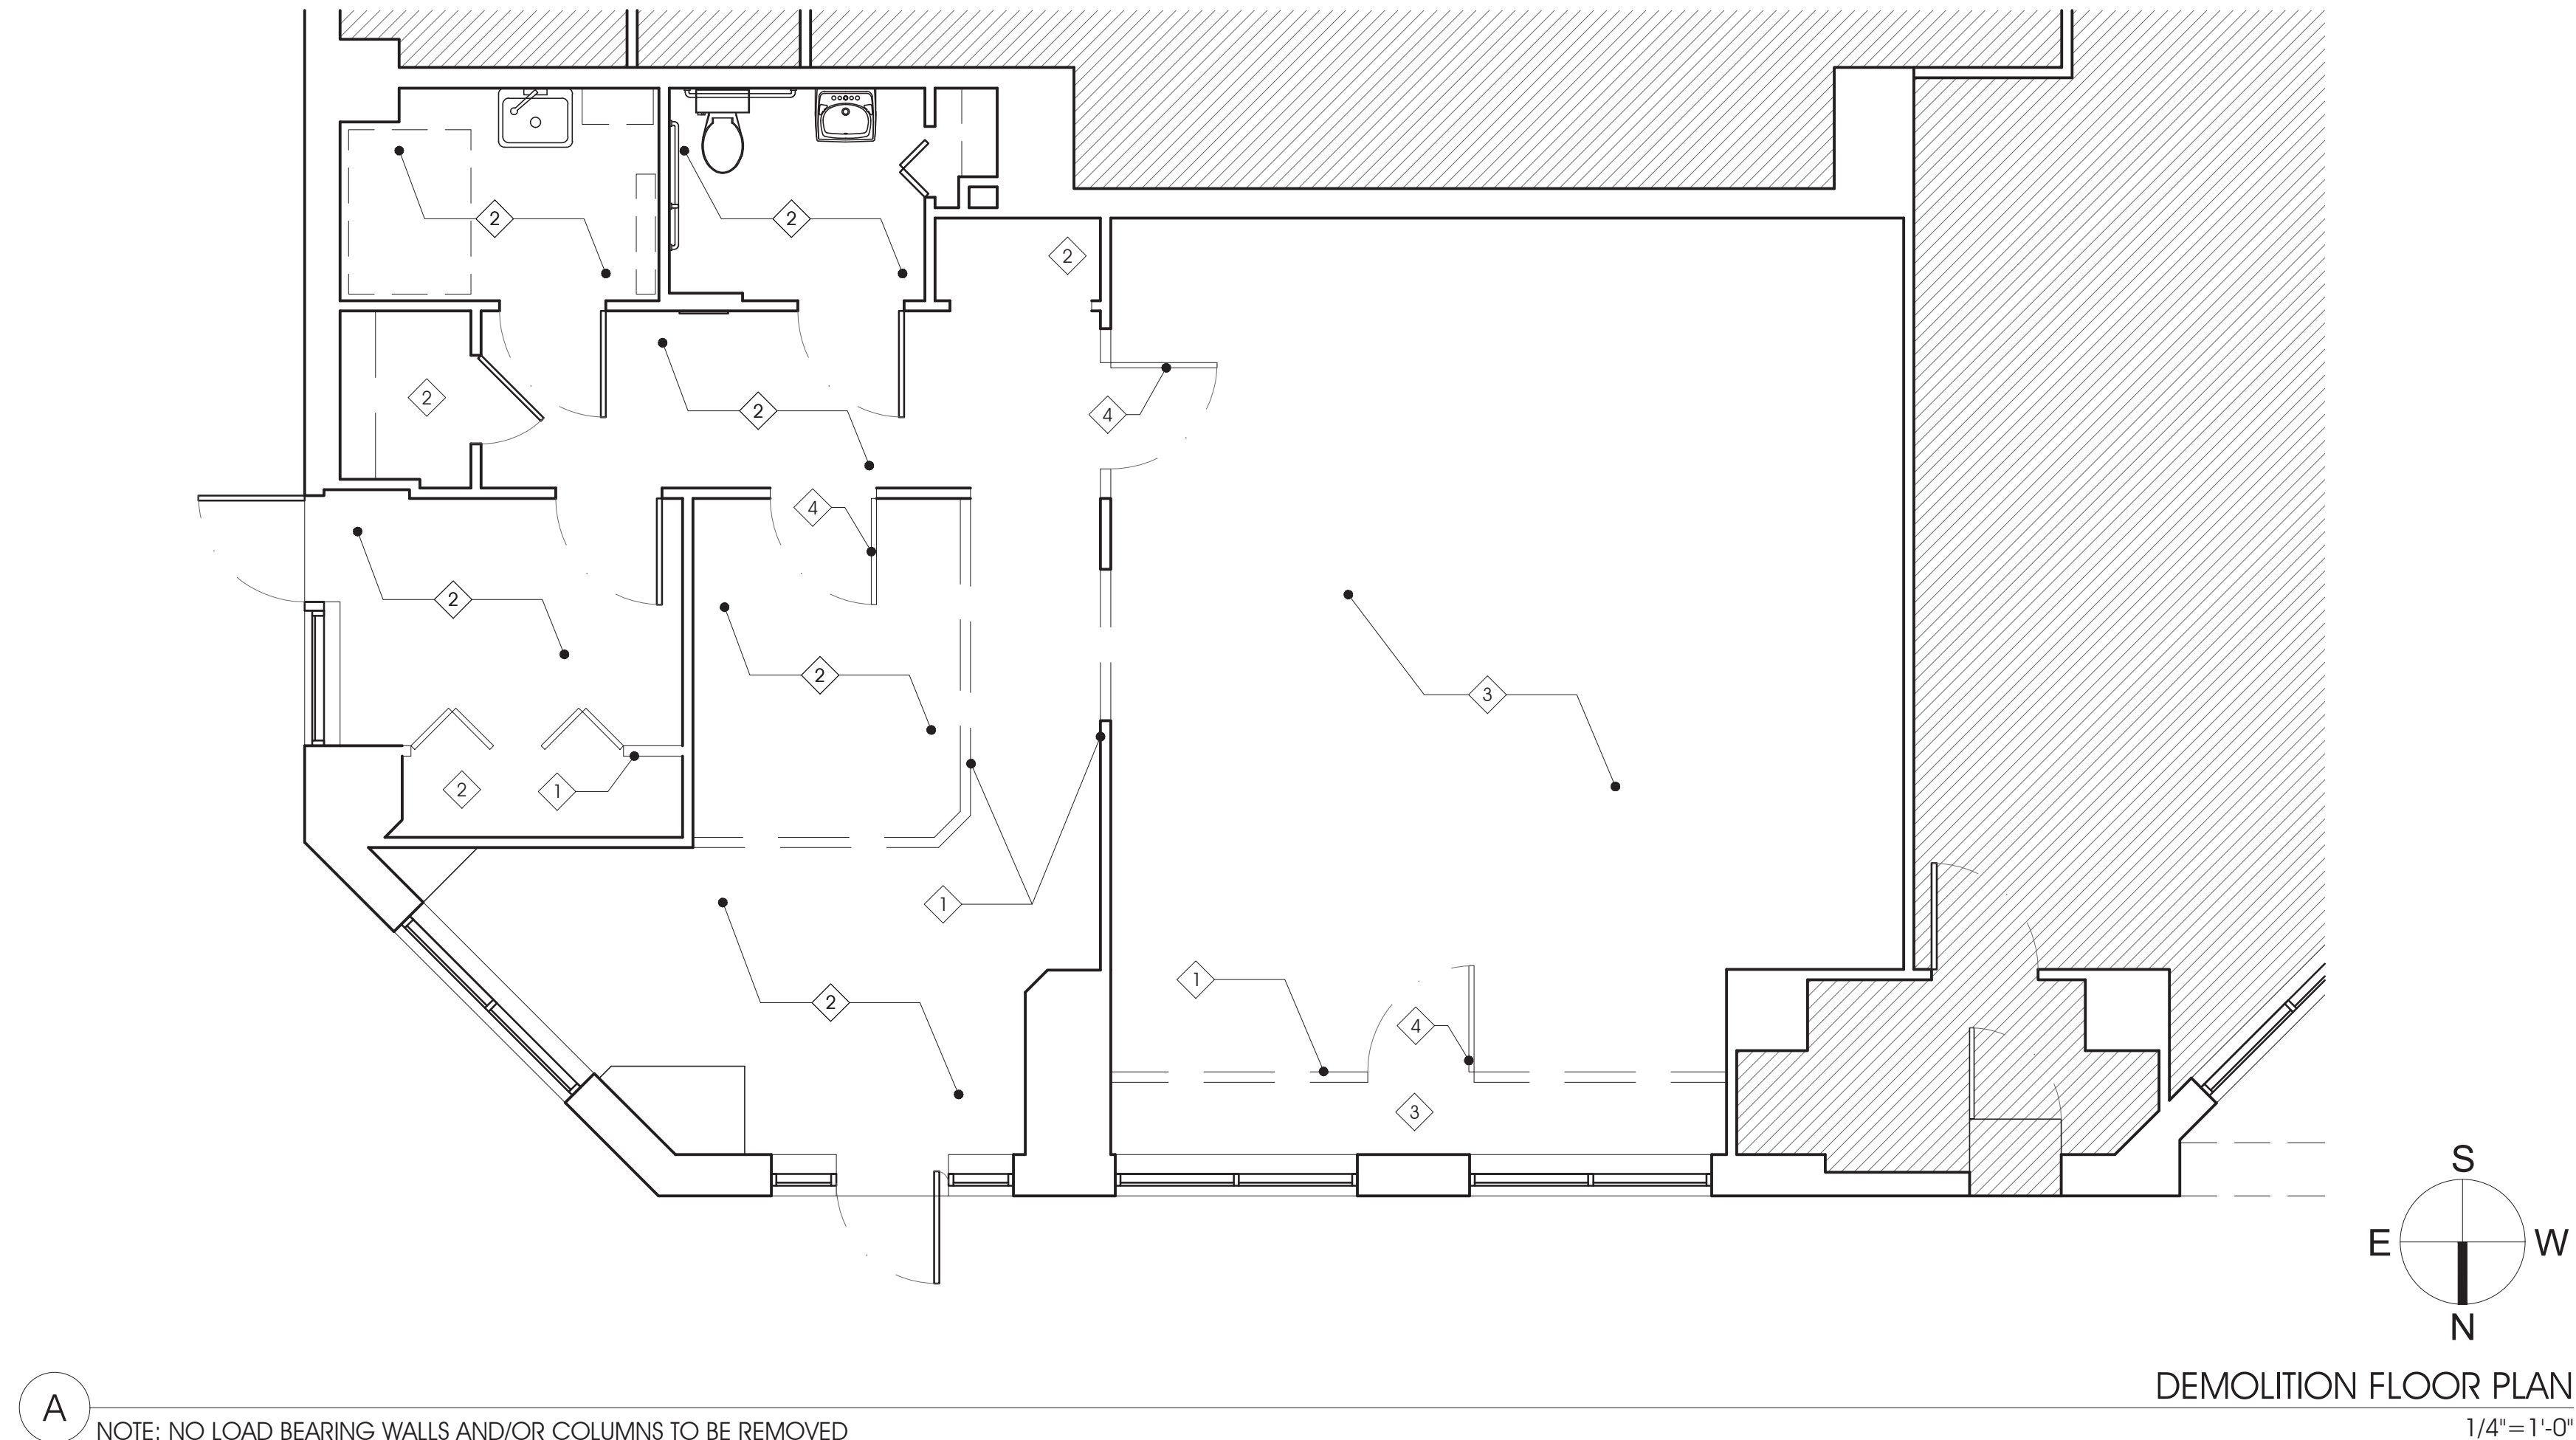 2
2
2
2
4
2
4
2
2
3
2
1
1
1
2
4
3
S
E
W
N
DEMOLITION FLOOR PLAN
A
NOTE: NO LOAD BEARING WALLS AND/OR COLUMNS TO BE REMOVED
1/4"=1'-0"